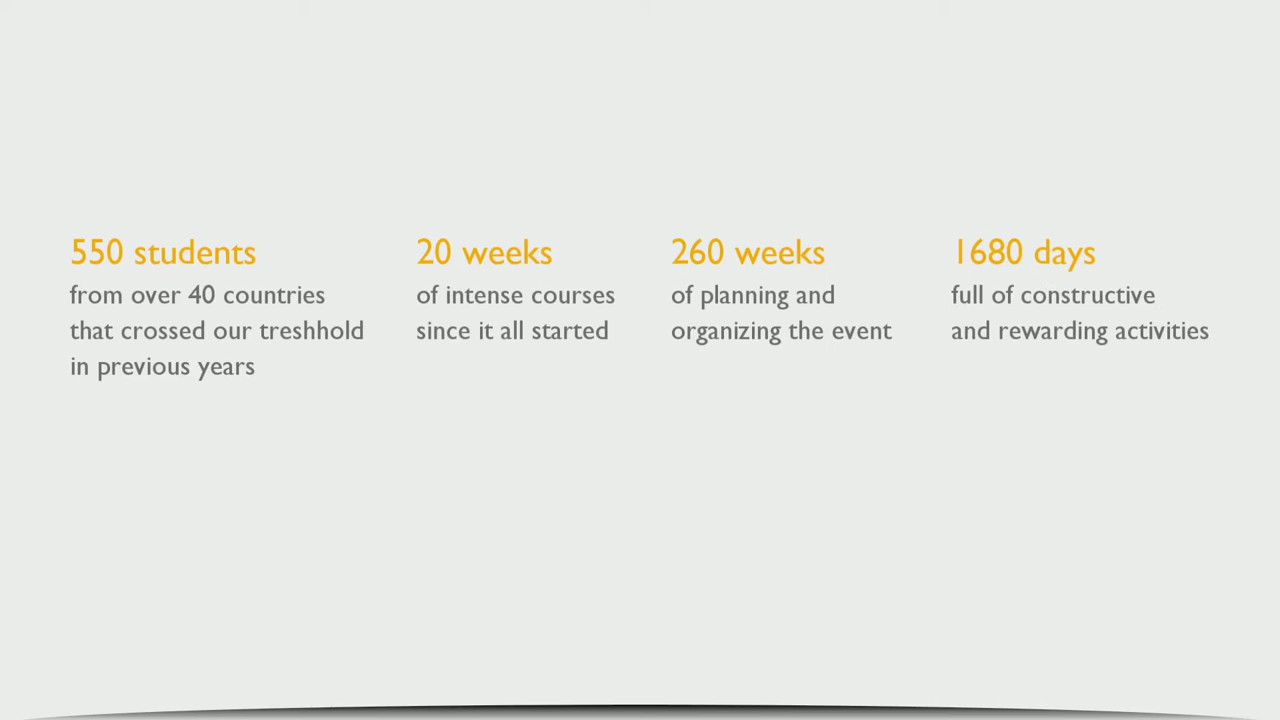 550 students
from over 40 countries
that crossed our treshhold
in previous years
20 weeks
of intense courses
since it all started
260 weeks
of planning and
organizing the event
1680 days
full of constructive
and rewarding activities